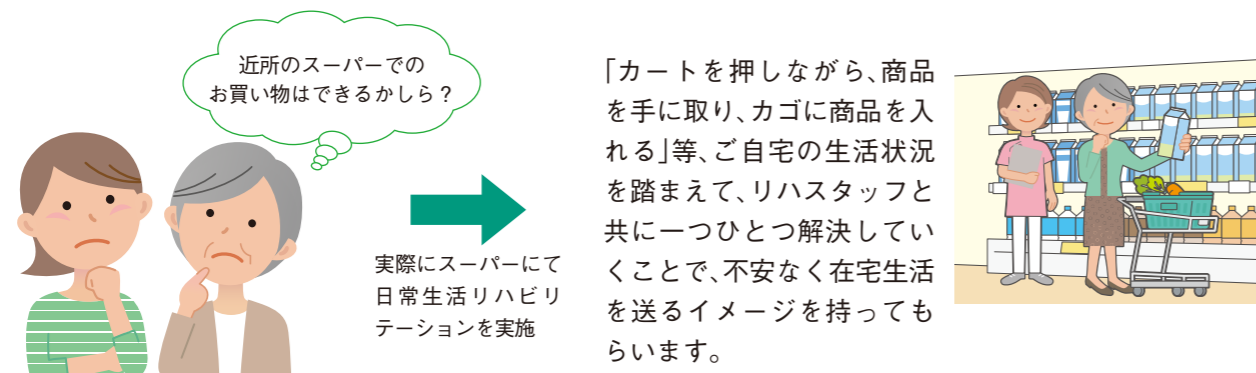 近所のスーパーでの
お買い物はできるかしら？
実際にスーパーにて
日常生活リハビリ
テーションを実施
「カートを押しながら、商品
を手に取り、カゴに商品を入
れる」等、ご自宅の生活状況
を踏まえて、リハスタッフと
共に一つひとつ解決してい
くことで、不安なく在宅生活
を送るイメージを持っても
らいます。